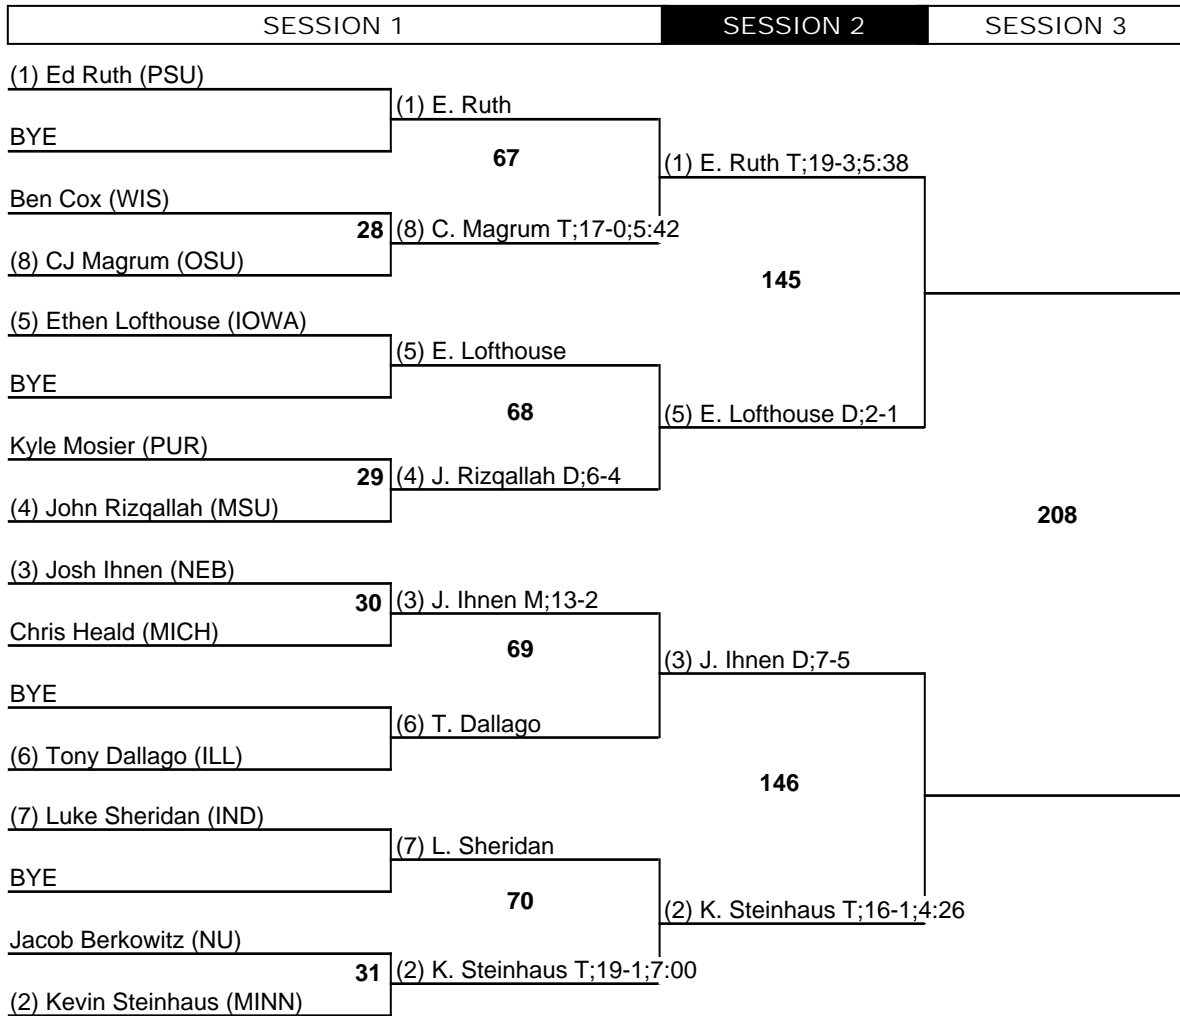 SESSION 1 SESSION 2 SESSION 3
(1) Ed Ruth (PSU)
(1) E. Ruth
BYE
67
(1) E. Ruth T;19-3;5:38
Ben Cox (WIS)
28 (8) C. Magrum T;17-0;5:42
(8) CJ Magrum (OSU)
145
(5) Ethen Lofthouse (IOWA)
(5) E. Lofthouse
BYE
68
(5) E. Lofthouse D;2-1
Kyle Mosier (PUR)
29 (4) J. Rizqallah D;6-4
(4) John Rizqallah (MSU)
208
(3) Josh Ihnen (NEB)
30 (3) J. Ihnen M;13-2
Chris Heald (MICH)
69
(3) J. Ihnen D;7-5
BYE
(6) T. Dallago
(6) Tony Dallago (ILL)
146
(7) Luke Sheridan (IND)
(7) L. Sheridan
BYE
70
(2) K. Steinhaus T;16-1;4:26
Jacob Berkowitz (NU)
31 (2) K. Steinhaus T;19-1;7:00
(2) Kevin Steinhaus (MINN)